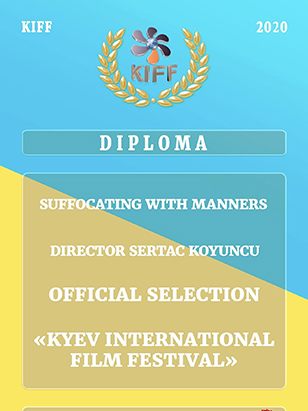 KIFF 2020
KIFF
DIPLOMA
SUFFOCATING WITH MANNERS
DIRECTOR SERTAC KOYUNCU
OFFICIAL SELECTION
«KYEV INTERNATIONAL
FILM FESTIVAL»